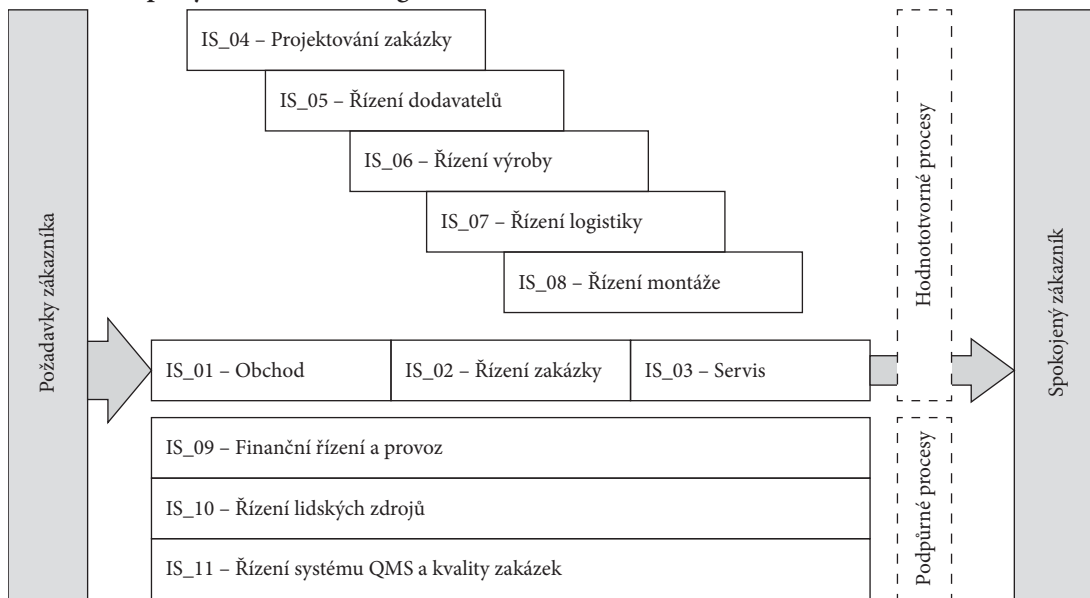 IS_04 – Projektování zakázky
IS_05 – Řízení dodavatelů
IS_06 – Řízení výroby
IS_07 – Řízení logistiky
IS_08 – Řízení montáže
Požadavky zákazníka
IS_01 – Obchod
IS_02 – Řízení zakázky
IS_03 – Servis
Hodnototvorné procesy
Spokojený zákazník
IS_09 – Finanční řízení a provoz
IS_10 – Řízení lidských zdrojů
IS_11 – Řízení systému QMS a kvality zakázek
Podpůrné procesy